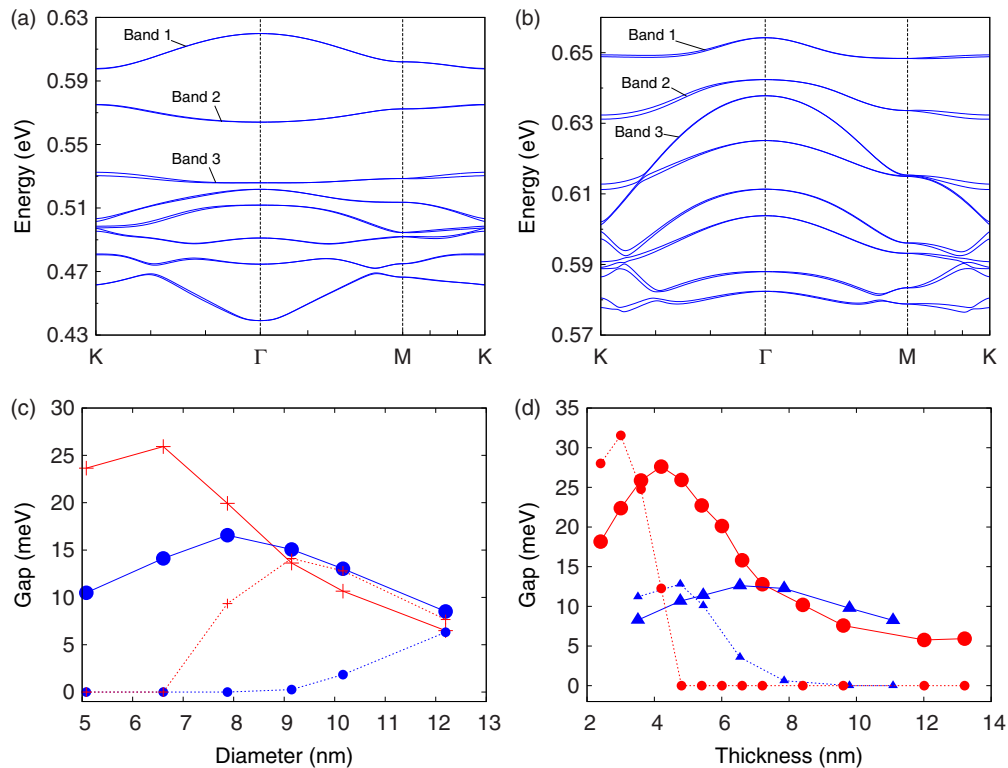 (a)
0.63
0.59
0.55
0.51
0.47
0.43
Energy (eV)
Band 1
Band 2
Band 3
K Γ M K
(b)
0.65
0.63
0.61
0.59
0.57
Energy (eV)
Band 1
Band 2
Band 3
K Γ M K
(c)
30
25
20
15
10
5
0
Gap (meV)
5 6 7 8 9 10 11 12 13
Diameter (nm)
(d)
35
30
25
20
15
10
5
0
Gap (meV)
2 4 6 8 10 12 14
Thickness (nm)